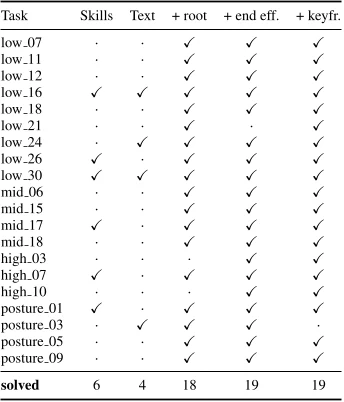 Task Skills Text + root + end eff. + keyfr.
low_07 · · ✓ ✓ ✓
low_11 · · ✓ ✓ ✓
low_12 · · ✓ ✓ ✓
low_16 ✓ ✓ ✓ ✓ ✓
low_18 · · ✓ ✓ ✓
low_21 · · ✓ · ✓
low_24 · ✓ ✓ ✓ ✓
low_26 ✓ · ✓ ✓ ✓
low_30 ✓ ✓ ✓ ✓ ✓
mid_06 · · ✓ ✓ ✓
mid_15 · · ✓ ✓ ✓
mid_17 ✓ · ✓ ✓ ✓
mid_18 · · ✓ ✓ ✓
high_03 · · · ✓ ✓
high_07 ✓ · ✓ ✓ ✓
high_10 · · · ✓ ✓
posture_01 ✓ · ✓ ✓ ✓
posture_03 · ✓ ✓ ✓ ·
posture_05 · · ✓ ✓ ✓
posture_09 · · ✓ ✓ ✓
solved 6 4 18 19 19